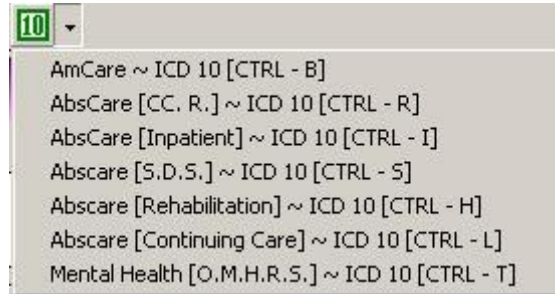 10
AmCare ~ ICD 10 [CTRL - B]
AbsCare [CC. R.] ~ ICD 10 [CTRL - R]
AbsCare [Inpatient] ~ ICD 10 [CTRL - I]
Abscare [S.D.S.] ~ ICD 10 [CTRL - S]
Abscare [Rehabilitation] ~ ICD 10 [CTRL - H]
Abscare [Continuing Care] ~ ICD 10 [CTRL - L]
Mental Health [O.M.H.R.S.] ~ ICD 10 [CTRL - T]